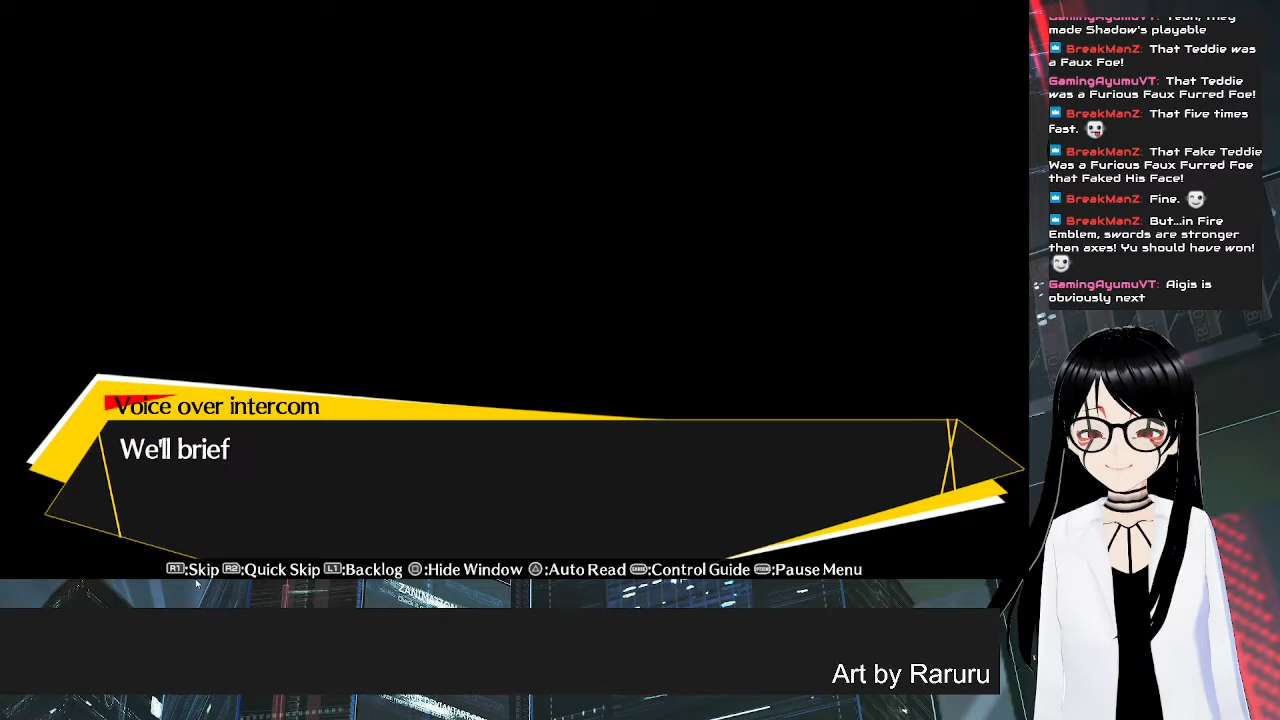 GamingAyumuVT: Yeah, They
made Shadow's playable
BreakManZ: That Teddie was
a Faux Foe!
GamingAyumuVT: That Teddie
was a Furious Faux Furred Foe!
BreakManZ: That five times
fast.
BreakManZ: That Fake Teddie
Was a Furious Faux Furred Foe
that Faked His Face!
BreakManZ: Fine.
BreakManZ: But...in Fire
Emblem, swords are stronger
than axes! Yu should have won!
GamingAyumuVT: Aigis is
obviously next
Voice over intercom
We'll brief
R1:Skip R2:Quick Skip L1:Backlog :Hide Window :Auto Read SHARE:Control Guide OPTION:Pause Menu
Art by Raruru